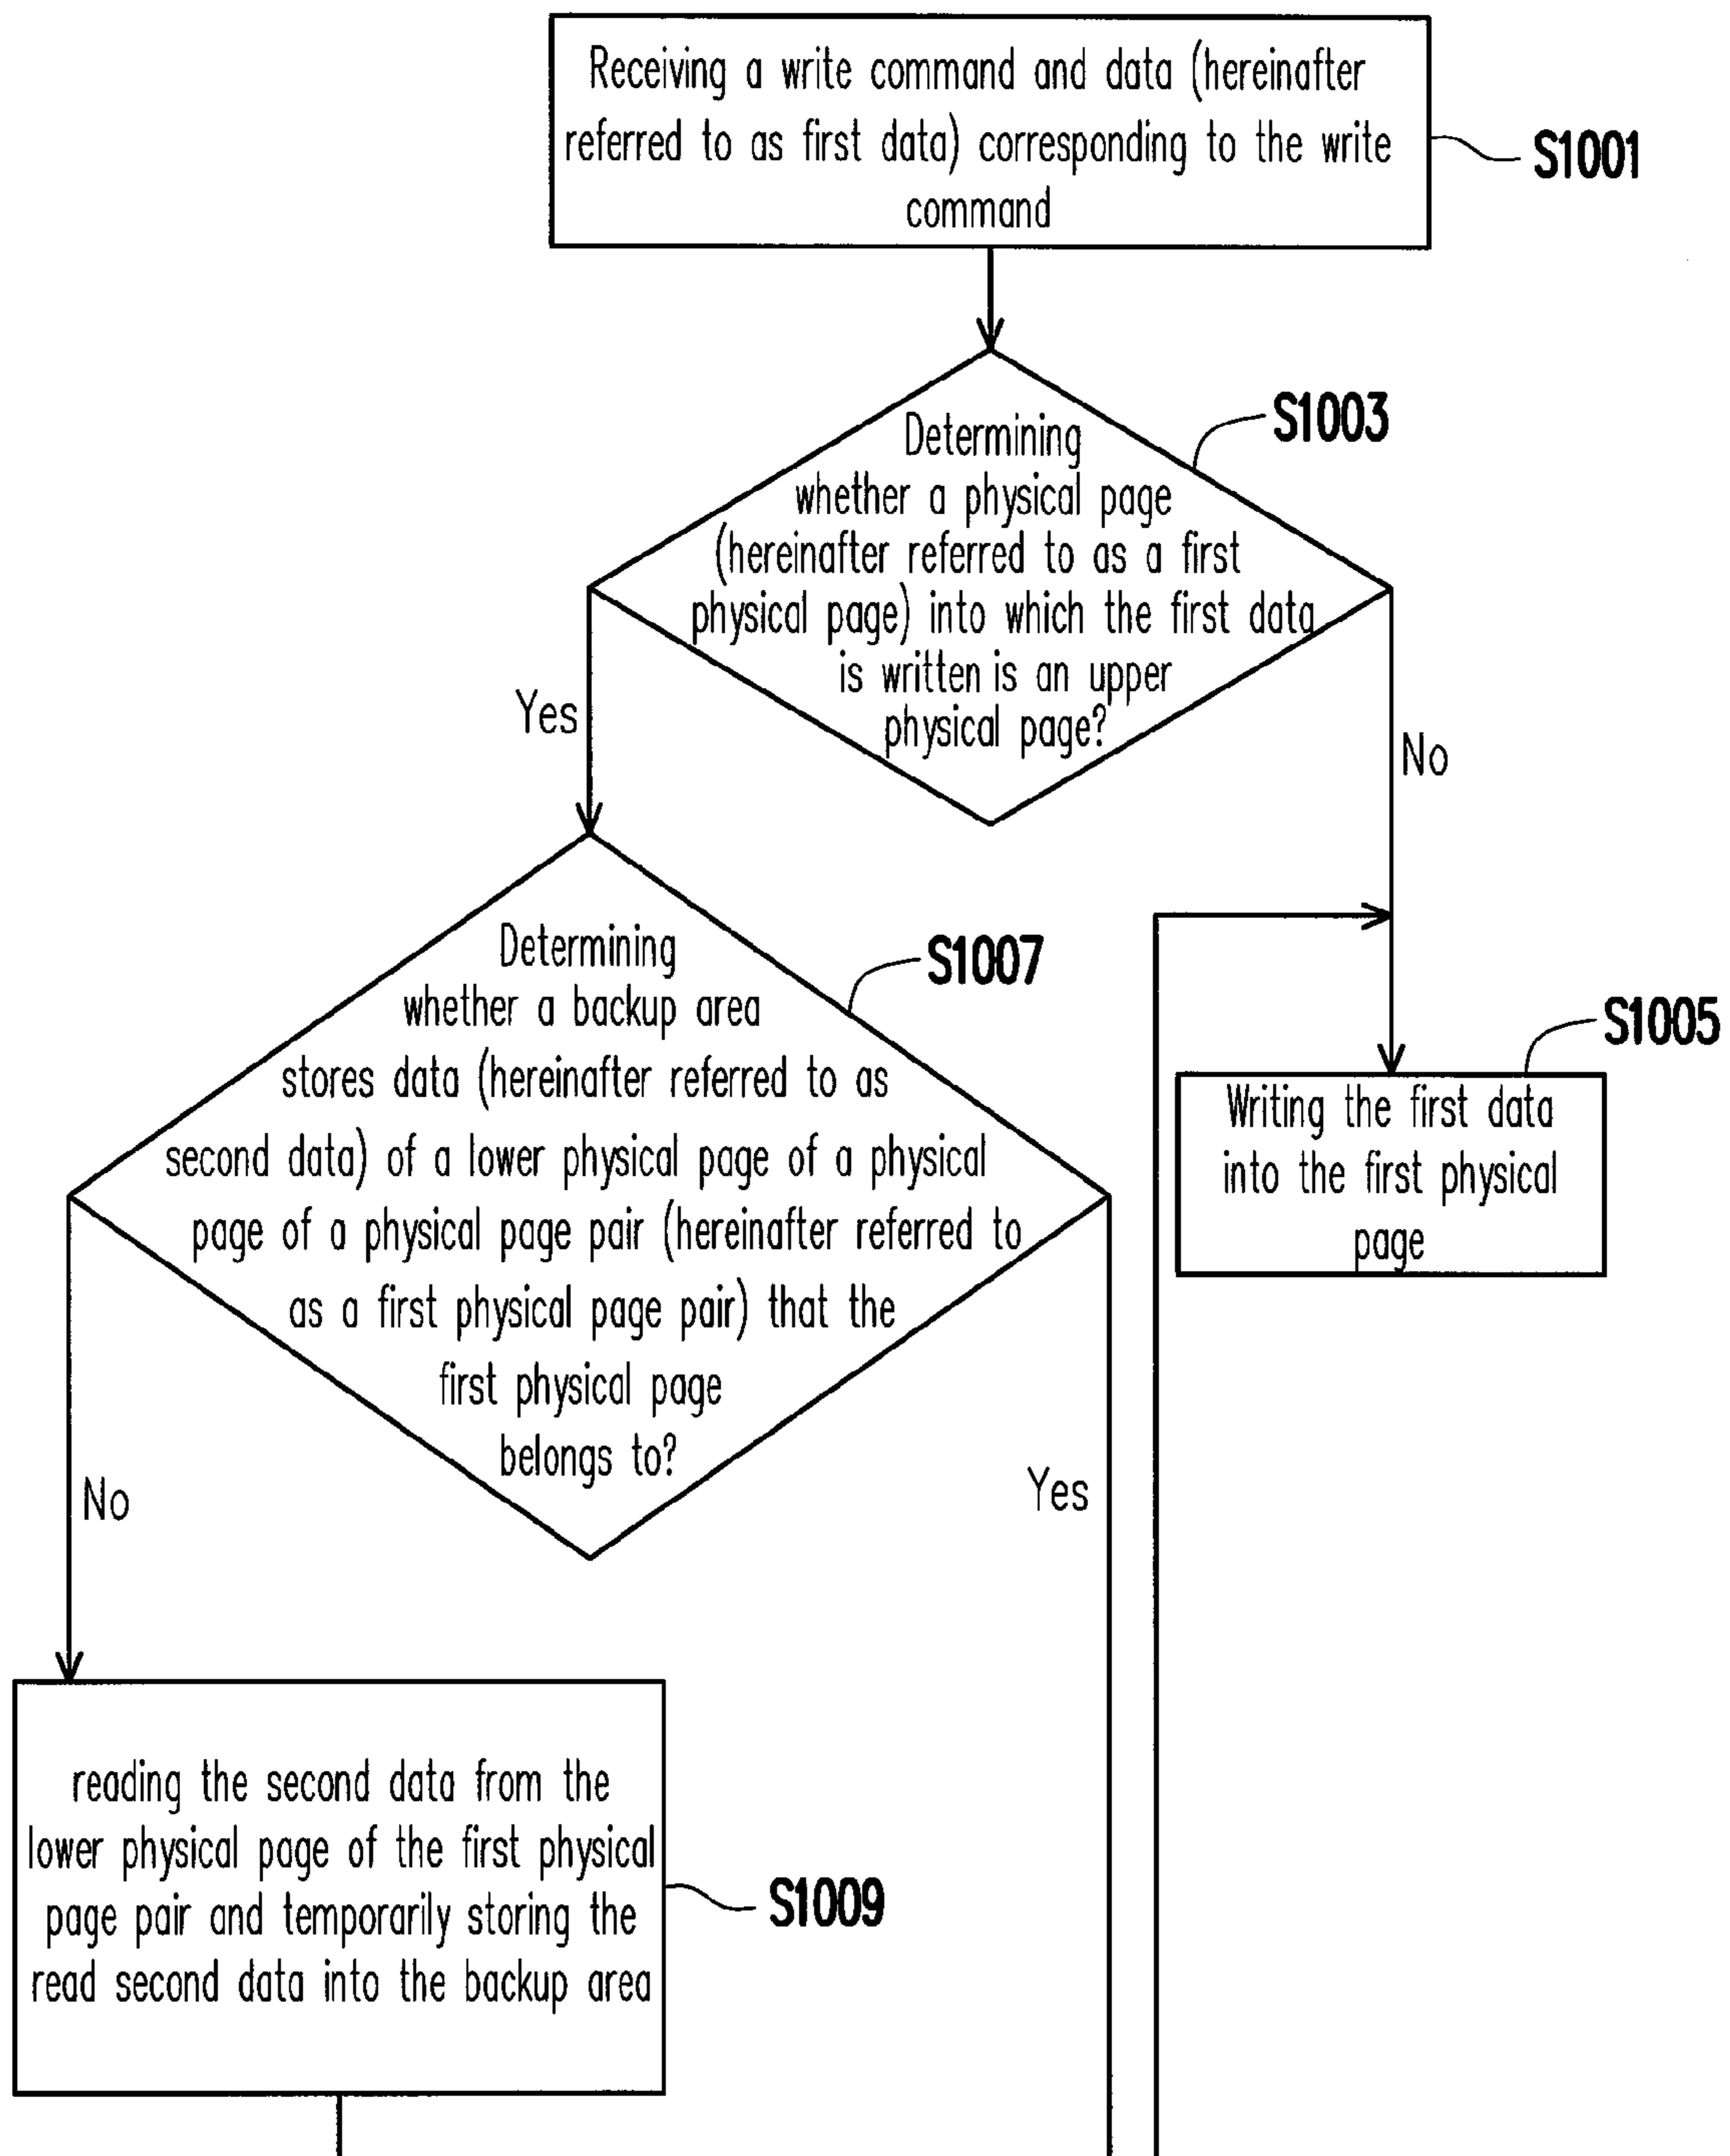 Receiving a write command and data (hereinafter
referred to as first data) corresponding to the write
command
S1001
Determining
whether a physical page
(hereinafter referred to as a first
physical page) into which the first data
is written is an upper
physical page?
S1003
Yes
No
Determining
whether a backup area
stores data (hereinafter referred to as
second data) of a lower physical page of a physical
page of a physical page pair (hereinafter referred to
as a first physical page pair) that the
first physical page
belongs to?
S1007
S1005
Writing the first data
into the first physical
page
No
Yes
reading the second data from the
lower physical page of the first physical
page pair and temporarily storing the
read second data into the backup area
S1009